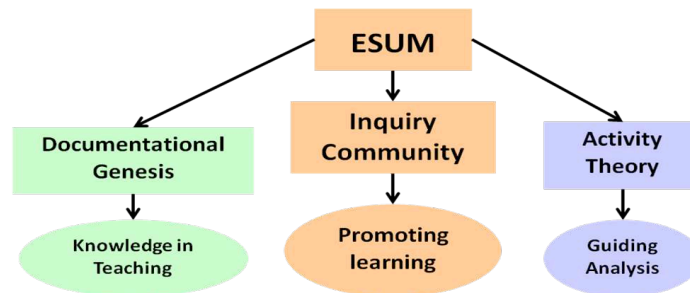 ESUM
Documentational
Genesis
Inquiry
Community
Activity
Theory
Knowledge in
Teaching
Promoting
learning
Guiding
Analysis